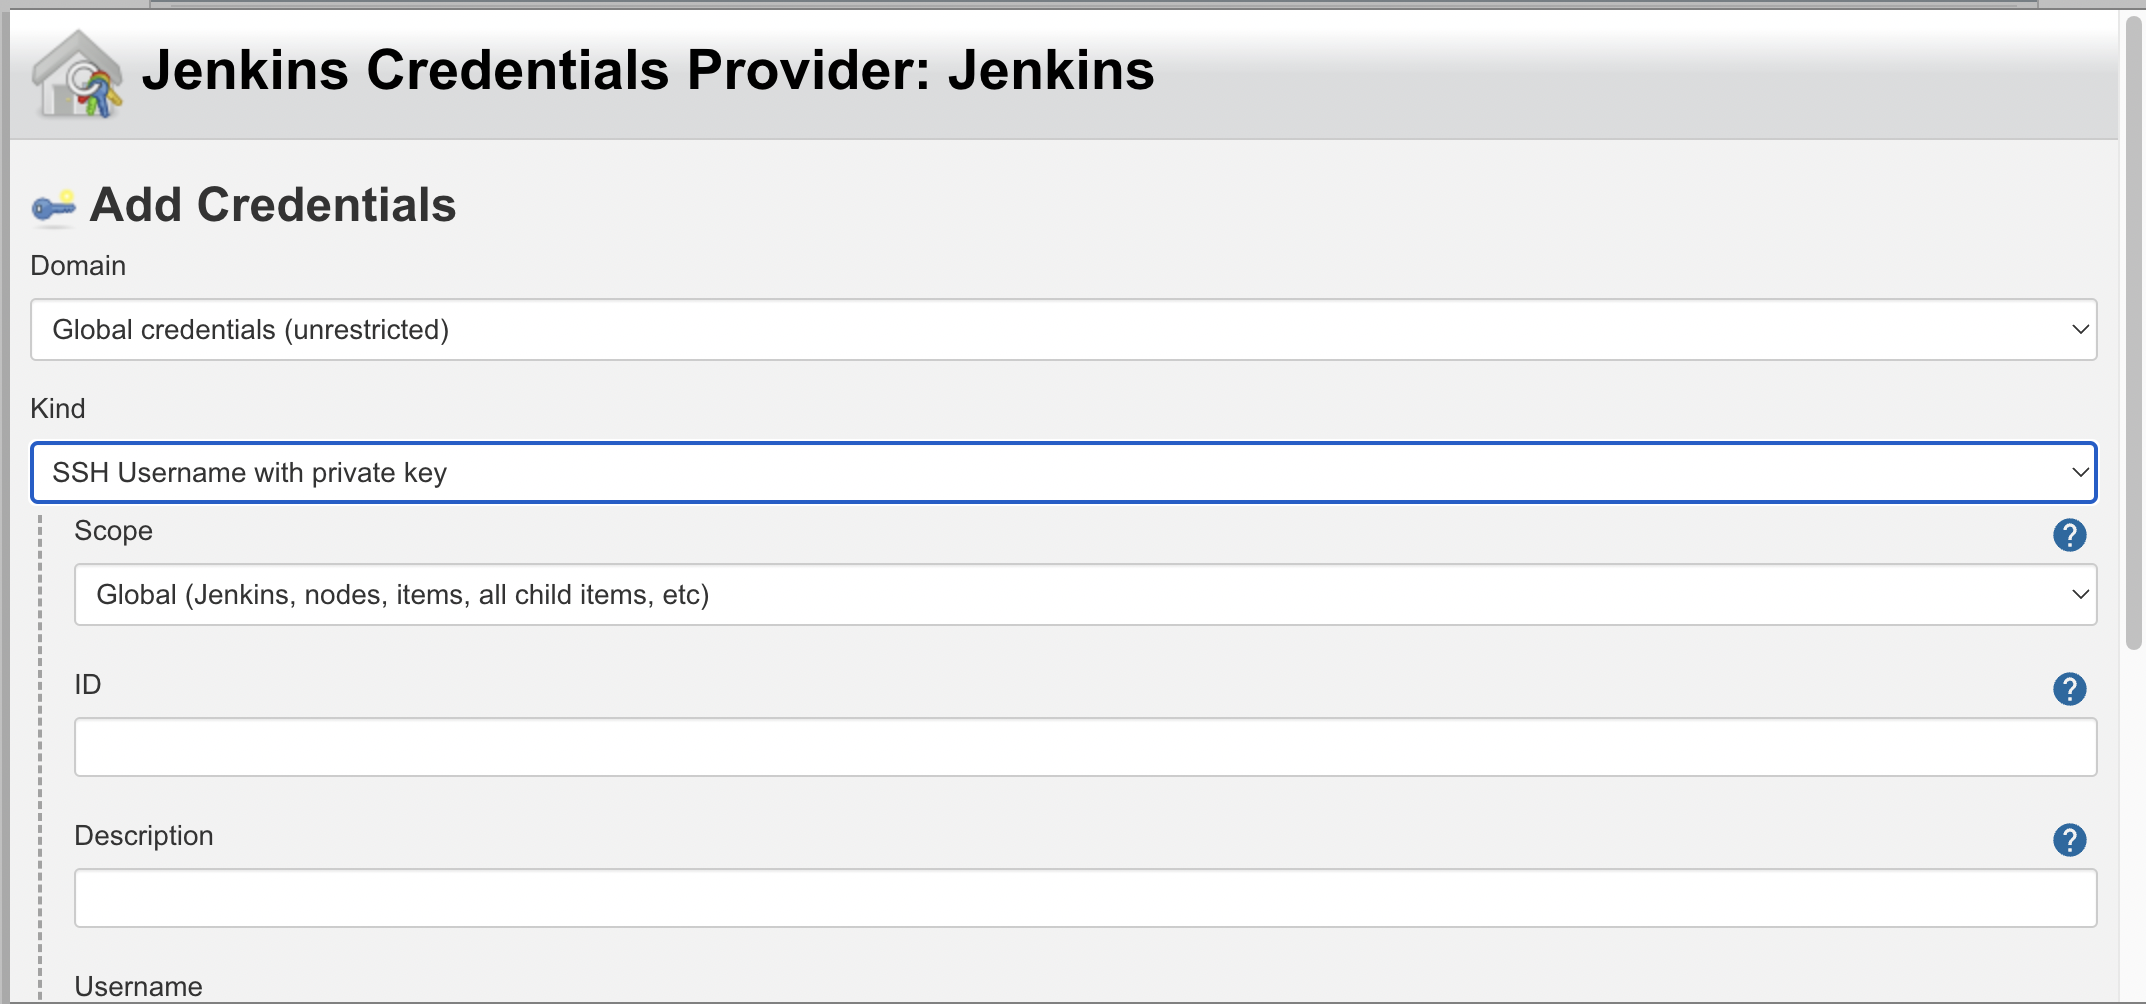 Jenkins Credentials Provider: Jenkins
Add Credentials
Domain
Global credentials (unrestricted)
Kind
SSH Username with private key
Scope
?
Global (Jenkins, nodes, items, all child items, etc)
ID
?
Description
?
Username